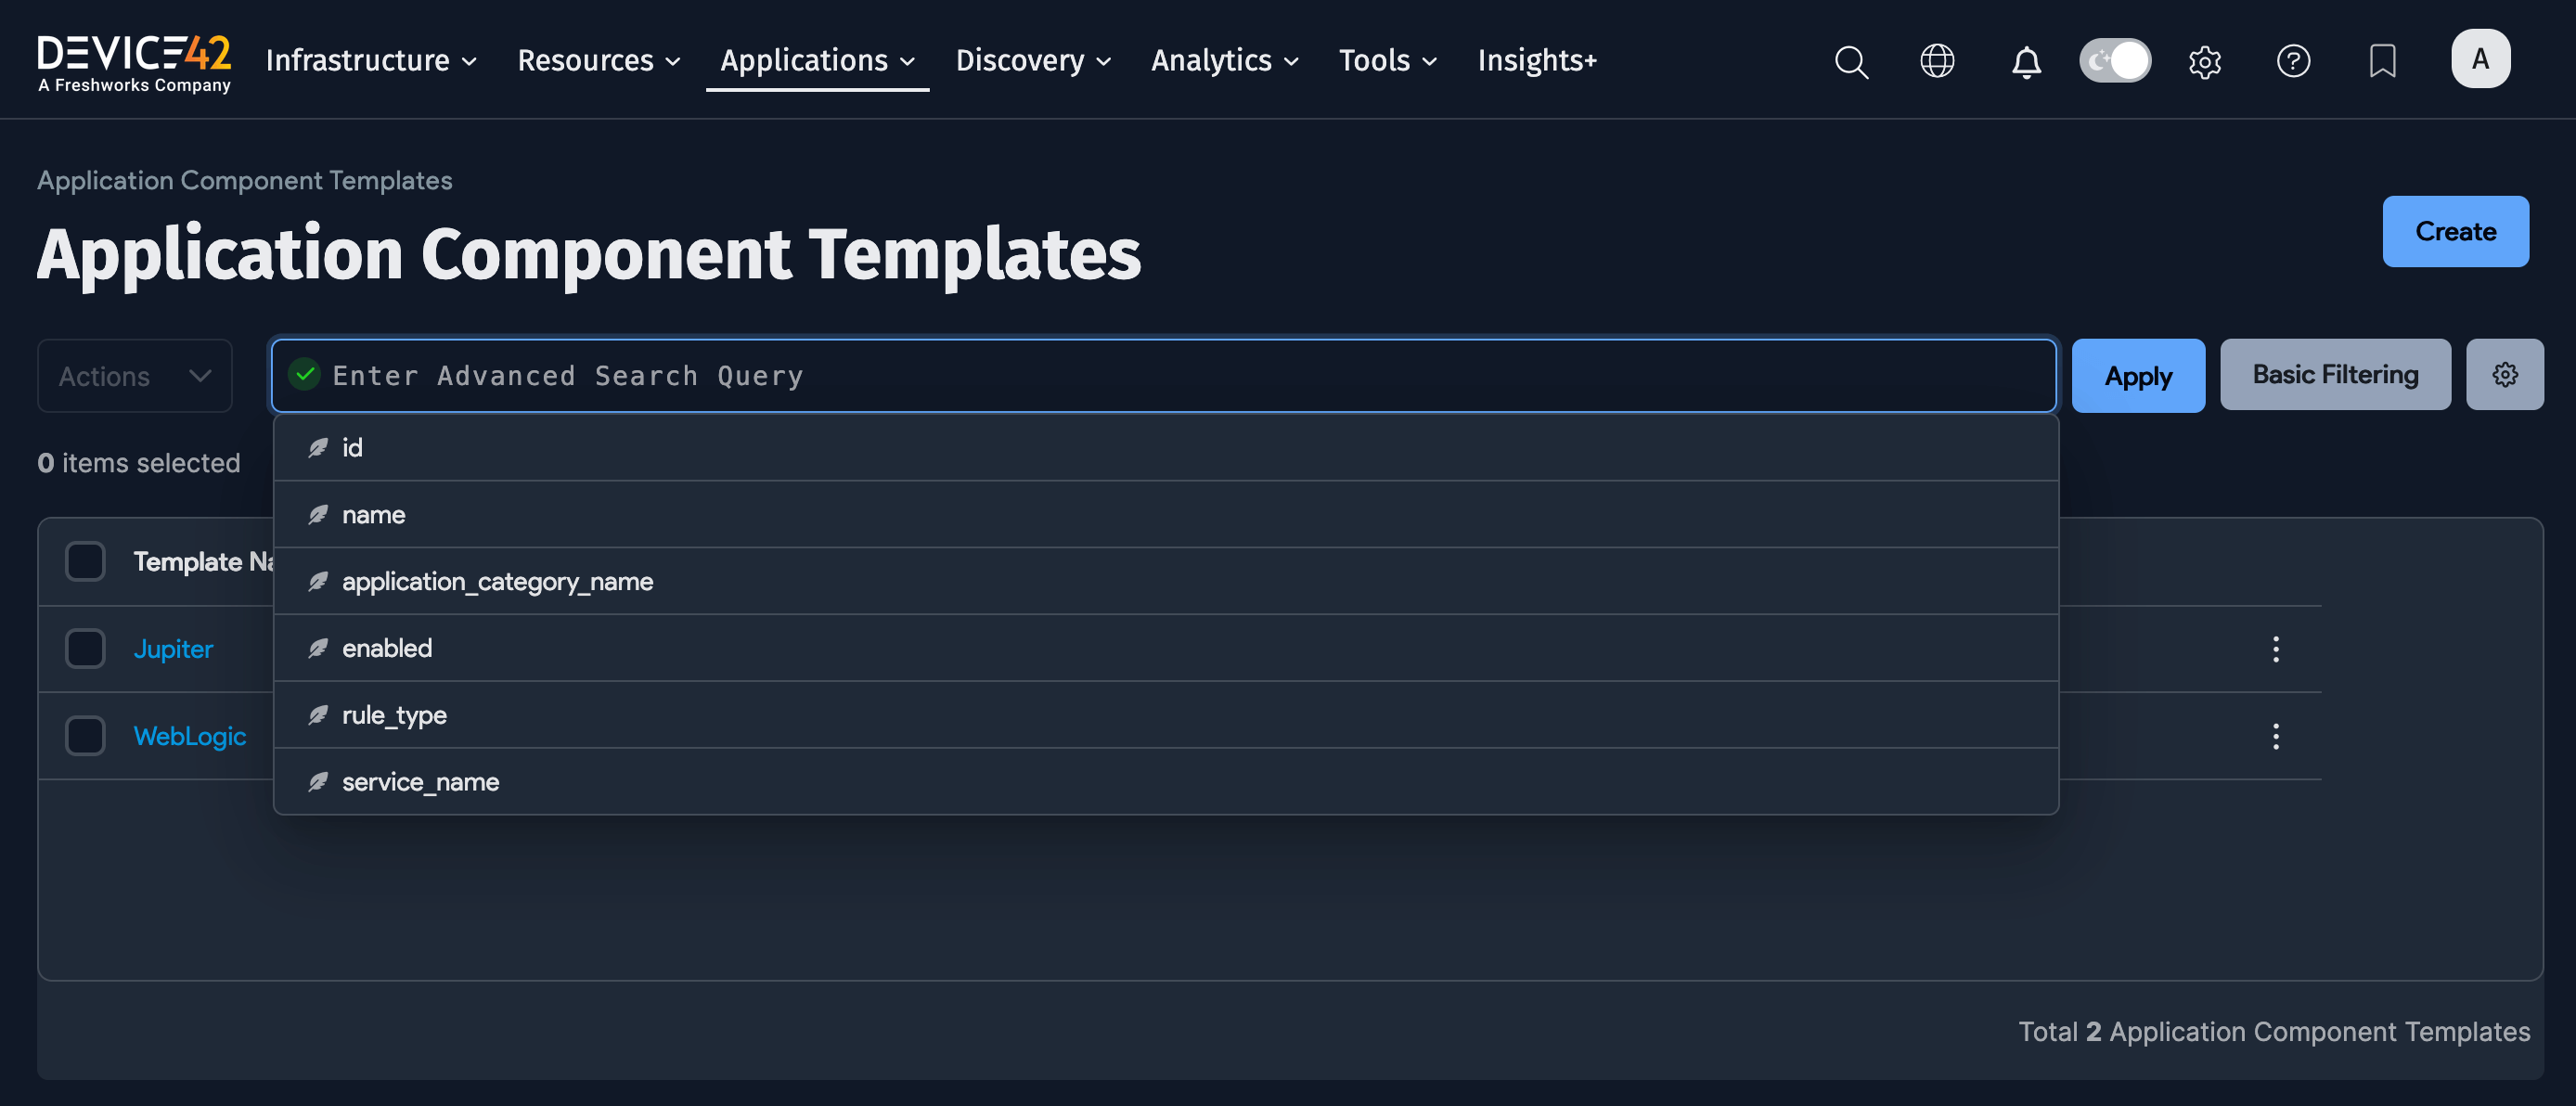 DEVICE42
A Freshworks Company
Infrastructure
Resources
Applications
Discovery
Analytics
Tools
Insights+
A
Application Component Templates
Application Component Templates
Create
Actions
Enter Advanced Search Query
Apply
Basic Filtering
0 items selected
id
name
application_category_name
enabled
rule_type
service_name
Template Na
Jupiter
WebLogic
Total 2 Application Component Templates